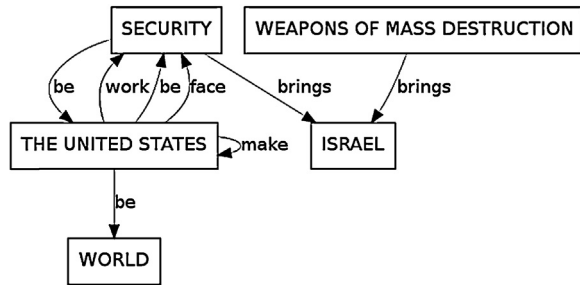 SECURITY WEAPONS OF MASS DESTRUCTION
be work be face brings brings
THE UNITED STATES make ISRAEL
be
WORLD